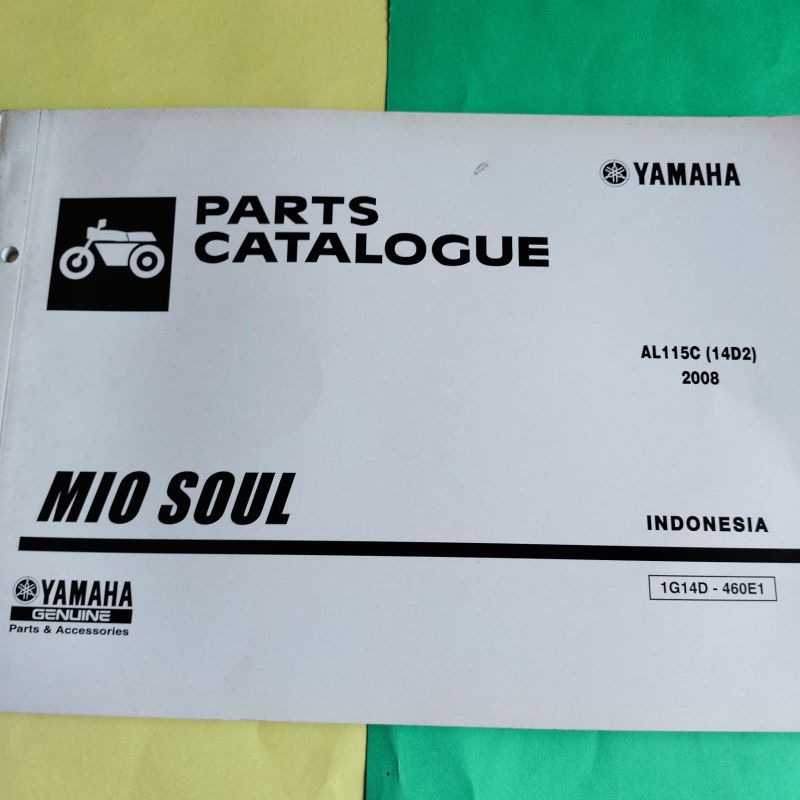 YAMAHA
PARTS
CATALOGUE
AL115C (14D2)
2008
MIO SOUL
INDONESIA
YAMAHA
GENUINE
Parts & Accessories
1G14D - 460E1